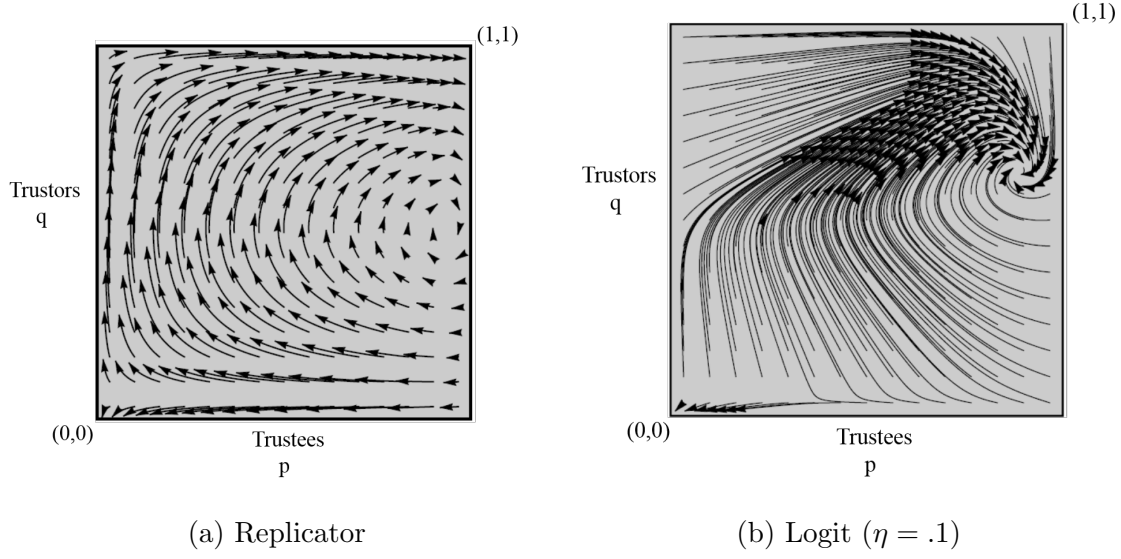 (1,1)
Trustors
q
(0,0)
Trustees
p
(a) Replicator
(1,1)
Trustors
q
(0,0)
Trustees
p
(b) Logit (η = .1)